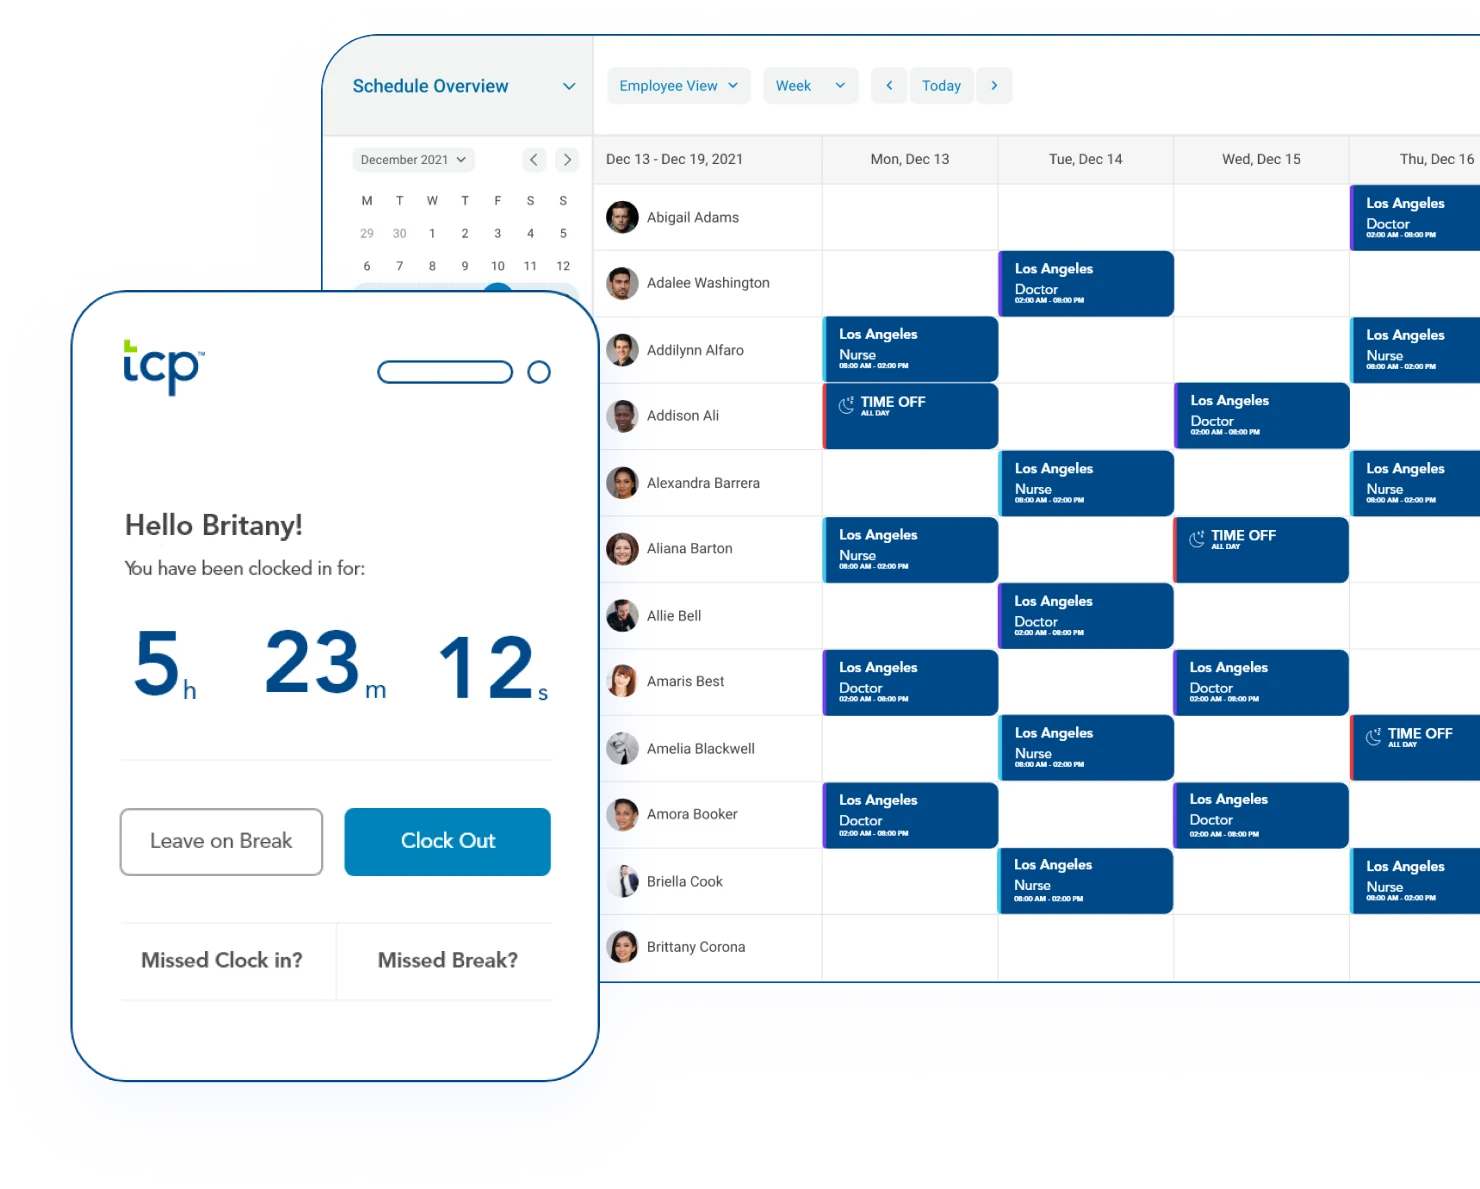 Schedule Overview
Employee View
Week
Today
December 2021
Dec 13 - Dec 19, 2021
Mon, Dec 13
Tue, Dec 14
Wed, Dec 15
Thu, Dec 16
M T W T F S S
29 30 1 2 3 4 5
6 7 8 9 10 11 12
Abigail Adams
Los Angeles
Doctor
02:00 AM - 08:00 PM
Adalee Washington
Los Angeles
Doctor
02:00 AM - 08:00 PM
Addilynn Alfaro
Los Angeles
Nurse
08:00 AM - 02:00 PM
Los Angeles
Nurse
08:00 AM - 02:00 PM
Addison Ali
TIME OFF
ALL DAY
Los Angeles
Doctor
02:00 AM - 08:00 PM
Alexandra Barrera
Los Angeles
Nurse
08:00 AM - 02:00 PM
Los Angeles
Nurse
08:00 AM - 02:00 PM
Aliana Barton
Los Angeles
Nurse
08:00 AM - 02:00 PM
TIME OFF
ALL DAY
Allie Bell
Los Angeles
Doctor
02:00 AM - 08:00 PM
Amaris Best
Los Angeles
Doctor
02:00 AM - 08:00 PM
Los Angeles
Doctor
02:00 AM - 08:00 PM
Amelia Blackwell
Los Angeles
Nurse
08:00 AM - 02:00 PM
TIME OFF
ALL DAY
Amora Booker
Los Angeles
Doctor
02:00 AM - 08:00 PM
Los Angeles
Doctor
02:00 AM - 08:00 PM
Briella Cook
Los Angeles
Nurse
08:00 AM - 02:00 PM
Los Angeles
Nurse
08:00 AM - 02:00 PM
Brittany Corona
tcp™
Hello Britany!
You have been clocked in for:
5h 23m 12s
Leave on Break
Clock Out
Missed Clock in?
Missed Break?